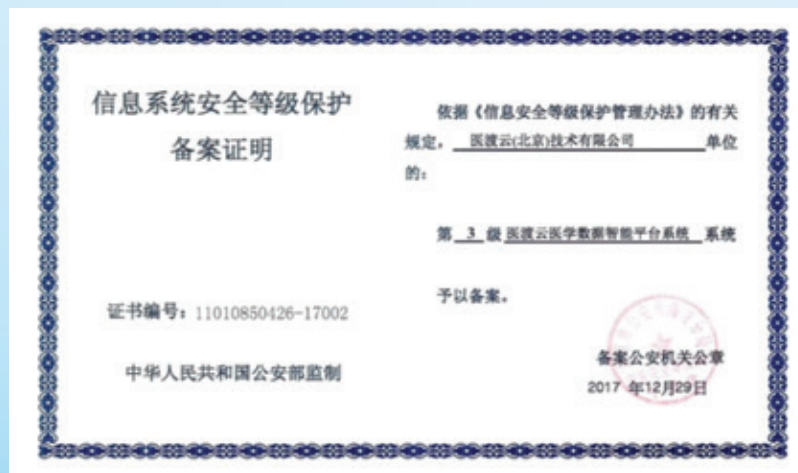 信息系统安全等级保护
备案证明
证书编号：11010850426-17002
中华人民共和国公安部监制
依据《信息安全等级保护管理办法》的有关
规定，医渡云(北京)技术有限公司 单位
的：
第 3 级 医渡云医学数据智能平台系统 系统
予以备案。
备案公安机关公章
2017 年12月29日